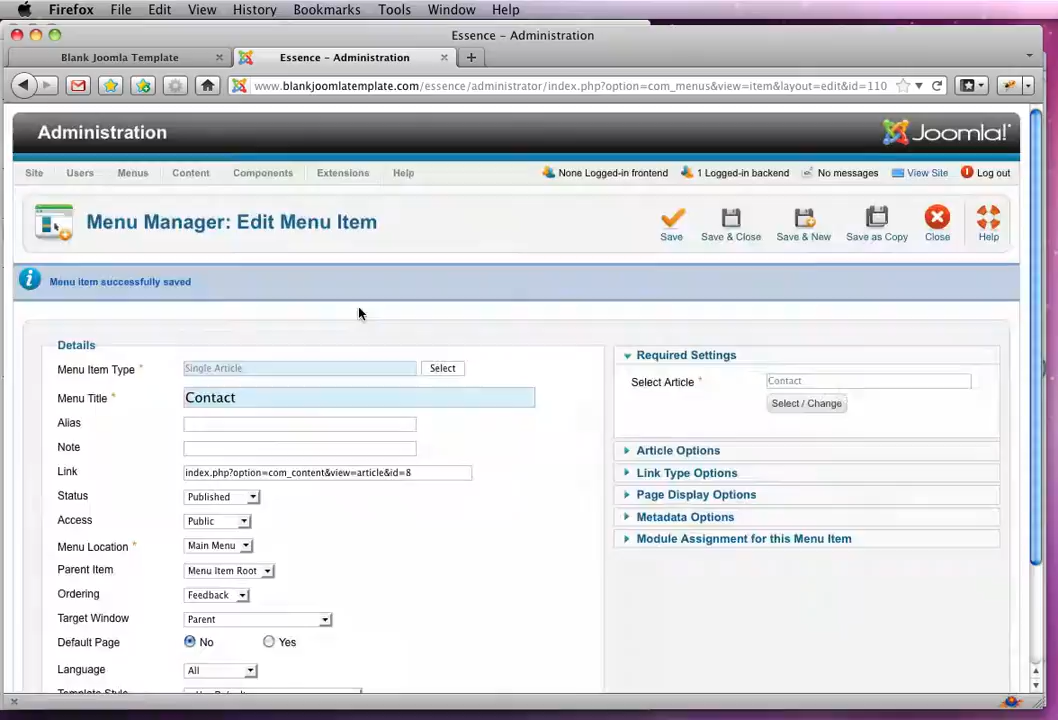 Firefox File Edit View History Bookmarks Tools Window Help
Essence – Administration
Blank Joomla Template Essence – Administration
www.blankjoomlatemplate.com/essence/administrator/index.php?option=com_menus&view=item&layout=edit&id=110
Administration Joomla!
Site Users Menus Content Components Extensions Help None Logged-in frontend 1 Logged-in backend No messages View Site Log out
Menu Manager: Edit Menu Item
Save Save & Close Save & New Save as Copy Close Help
Menu item successfully saved
Details
Menu Item Type * Single Article Select
Menu Title * Contact
Alias
Note
Link index.php?option=com_content&view=article&id=8
Status Published
Access Public
Menu Location * Main Menu
Parent Item Menu Item Root
Ordering Feedback
Target Window Parent
Default Page No Yes
Language All
Required Settings
Select Article * Contact
Select / Change
Article Options
Link Type Options
Page Display Options
Metadata Options
Module Assignment for this Menu Item